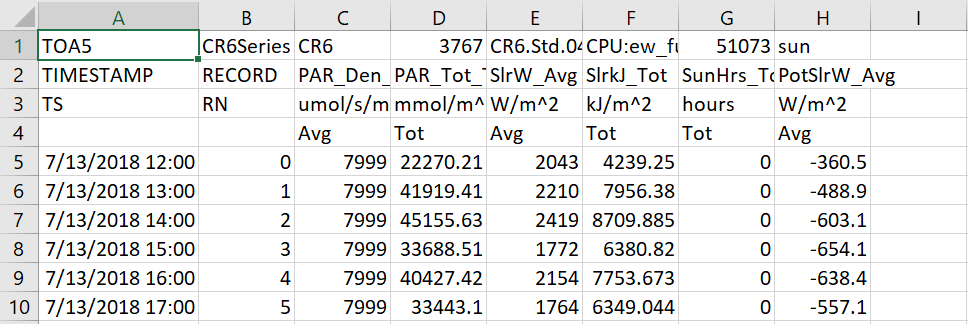 A B C D E F G H I
1 TOA5 CR6Series CR6 3767 CR6.Std.04 CPU:ew_fu 51073 sun
2 TIMESTAMP RECORD PAR_Den_ PAR_Tot_T SlrW_Avg SlrkJ_Tot SunHrs_To PotSlrW_Avg
3 TS RN umol/s/m mmol/m^ W/m^2 kJ/m^2 hours W/m^2
4 Avg Tot Avg Tot Tot Avg
5 7/13/2018 12:00 0 7999 22270.21 2043 4239.25 0 -360.5
6 7/13/2018 13:00 1 7999 41919.41 2210 7956.38 0 -488.9
7 7/13/2018 14:00 2 7999 45155.63 2419 8709.885 0 -603.1
8 7/13/2018 15:00 3 7999 33688.51 1772 6380.82 0 -654.1
9 7/13/2018 16:00 4 7999 40427.42 2154 7753.673 0 -638.4
10 7/13/2018 17:00 5 7999 33443.1 1764 6349.044 0 -557.1